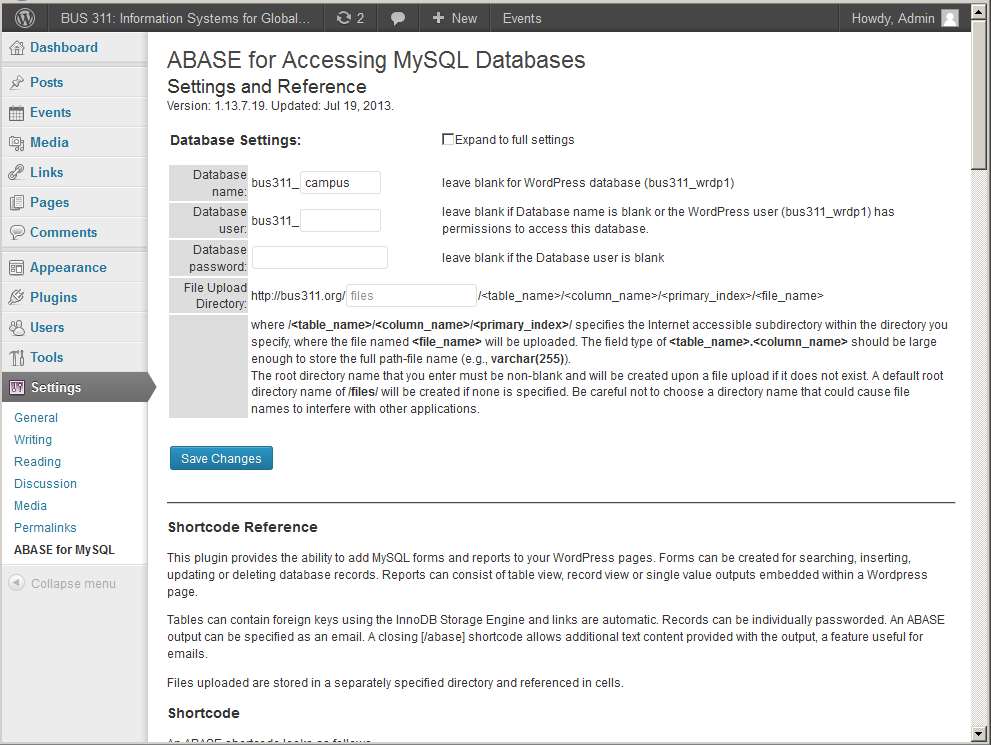 BUS 311: Information Systems for Global... 2 New Events Howdy, Admin
Dashboard
Posts
Events
Media
Links
Pages
Comments
Appearance
Plugins
Users
Tools
Settings
General
Writing
Reading
Discussion
Media
Permalinks
ABASE for MySQL
Collapse menu
ABASE for Accessing MySQL Databases
Settings and Reference
Version: 1.13.7.19. Updated: Jul 19, 2013.
Database Settings: Expand to full settings
Database
name: bus311_ campus leave blank for WordPress database (bus311_wrdp1)
Database
user: bus311_ leave blank if Database name is blank or the WordPress user (bus311_wrdp1) has
permissions to access this database.
Database
password: leave blank if the Database user is blank
File Upload
Directory: http://bus311.org/ files /<table_name>/<column_name>/<primary_index>/<file_name>
where /<table_name>/<column_name>/<primary_index>/ specifies the Internet accessible subdirectory within the directory you
specify, where the file named <file_name> will be uploaded. The field type of <table_name>.<column_name> should be large
enough to store the full path-file name (e.g., varchar(255)).
The root directory name that you enter must be non-blank and will be created upon a file upload if it does not exist. A default root
directory name of /files/ will be created if none is specified. Be careful not to choose a directory name that could cause file
names to interfere with other applications.
Save Changes
Shortcode Reference
This plugin provides the ability to add MySQL forms and reports to your WordPress pages. Forms can be created for searching, inserting,
updating or deleting database records. Reports can consist of table view, record view or single value outputs embedded within a Wordpress
page.
Tables can contain foreign keys using the InnoDB Storage Engine and links are automatic. Records can be individually passworded. An ABASE
output can be specified as an email. A closing [/abase] shortcode allows additional text content provided with the output, a feature useful for
emails.
Files uploaded are stored in a separately specified directory and referenced in cells.
Shortcode
An ABASE shortcode looks as follows